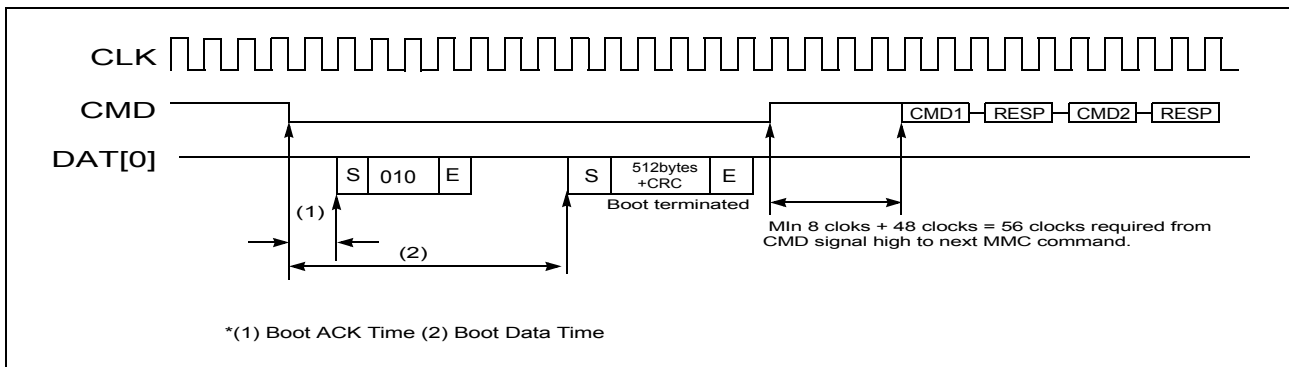 CLK
CMD
CMD1 RESP CMD2 RESP
DAT[0]
S 010 E
S 512bytes +CRC E
Boot terminated
(1)
(2)
MIn 8 cloks + 48 clocks = 56 clocks required from
CMD signal high to next MMC command.
*(1) Boot ACK Time (2) Boot Data Time